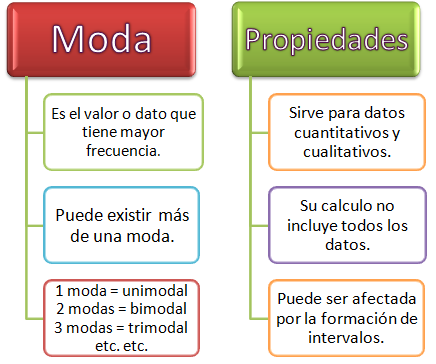 Moda
Es el valor o dato que
tiene mayor
frecuencia.
Puede existir más
de una moda.
1 moda = unimodal
2 modas = bimodal
3 modas = trimodal
etc. etc.
Propiedades
Sirve para datos
cuantitativos y
cualitativos.
Su calculo no
incluye todos los
datos.
Puede ser afectada
por la formación de
intervalos.